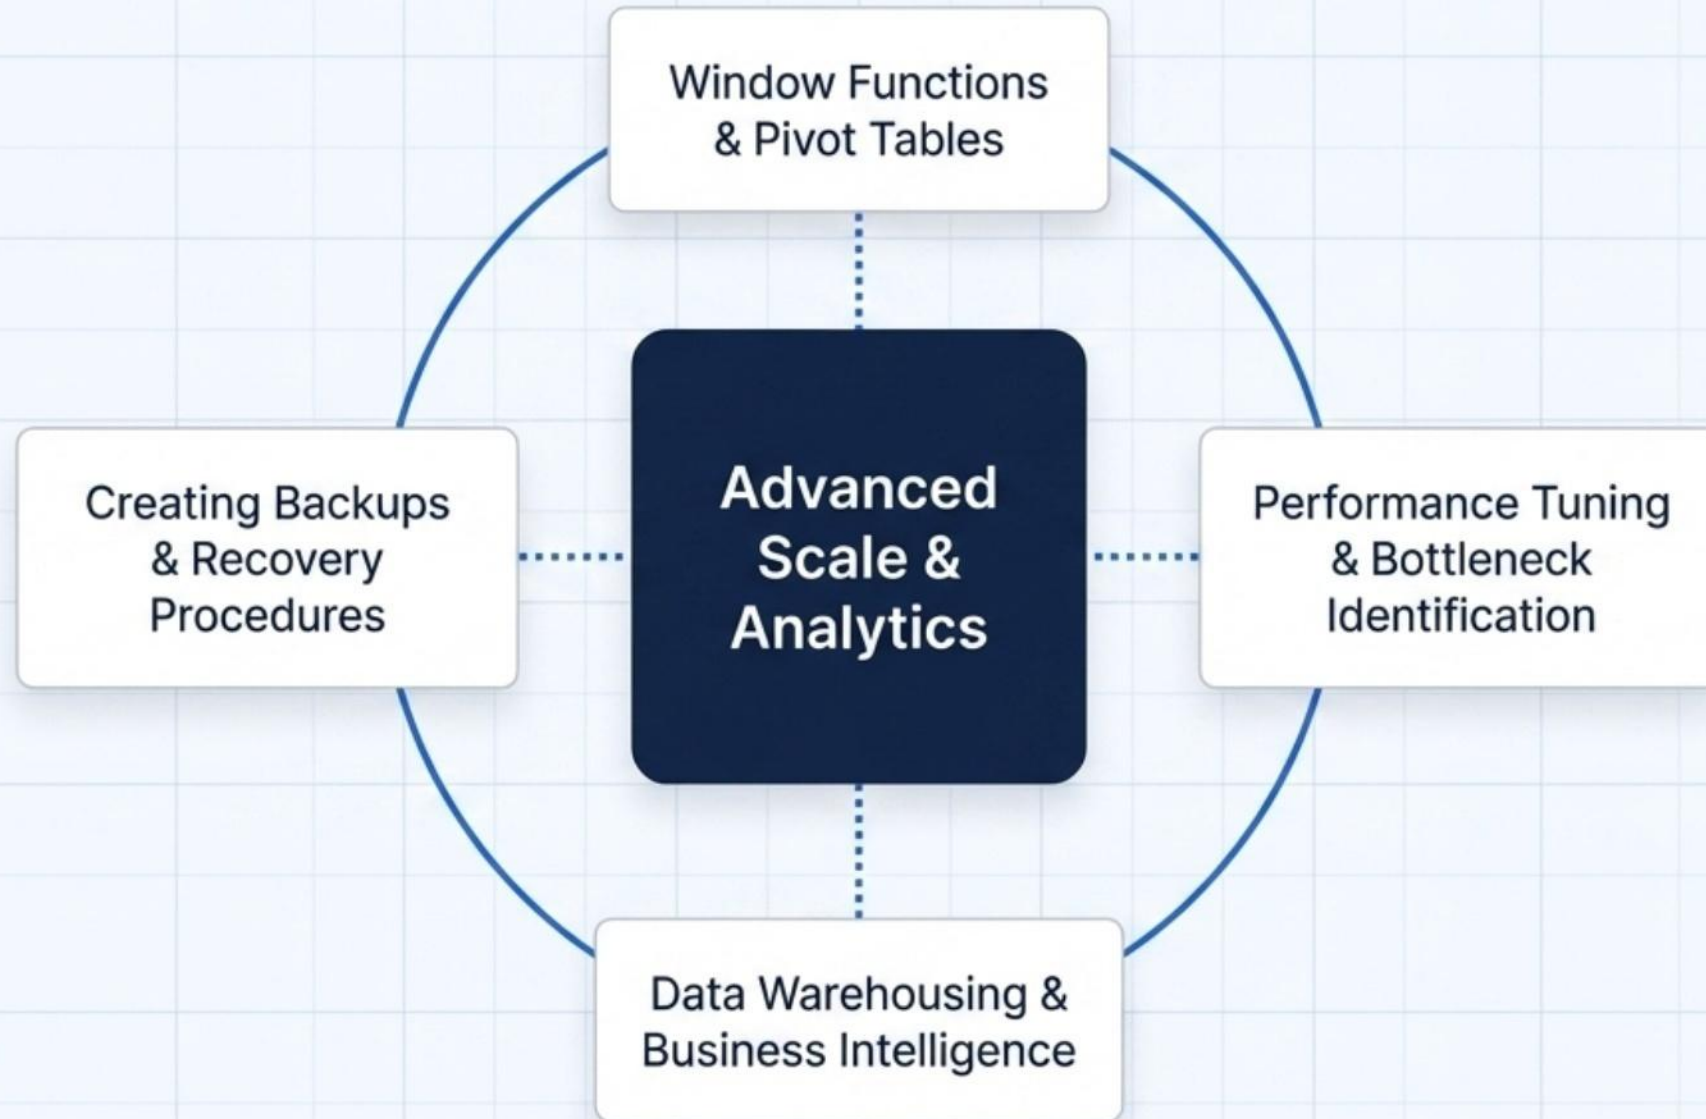 Window Functions
& Pivot Tables
Creating Backups
& Recovery
Procedures
Advanced
Scale &
Analytics
Performance Tuning
& Bottleneck
Identification
Data Warehousing &
Business Intelligence